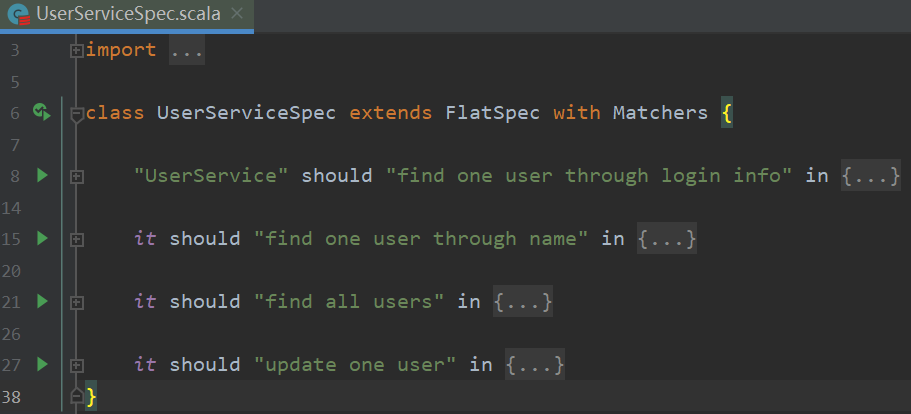 UserServiceSpec.scala
3 import ...
5
6 class UserServiceSpec extends FlatSpec with Matchers {
7
8 "UserService" should "find one user through login info" in {...}
14
15 it should "find one user through name" in {...}
20
21 it should "find all users" in {...}
26
27 it should "update one user" in {...}
38 }